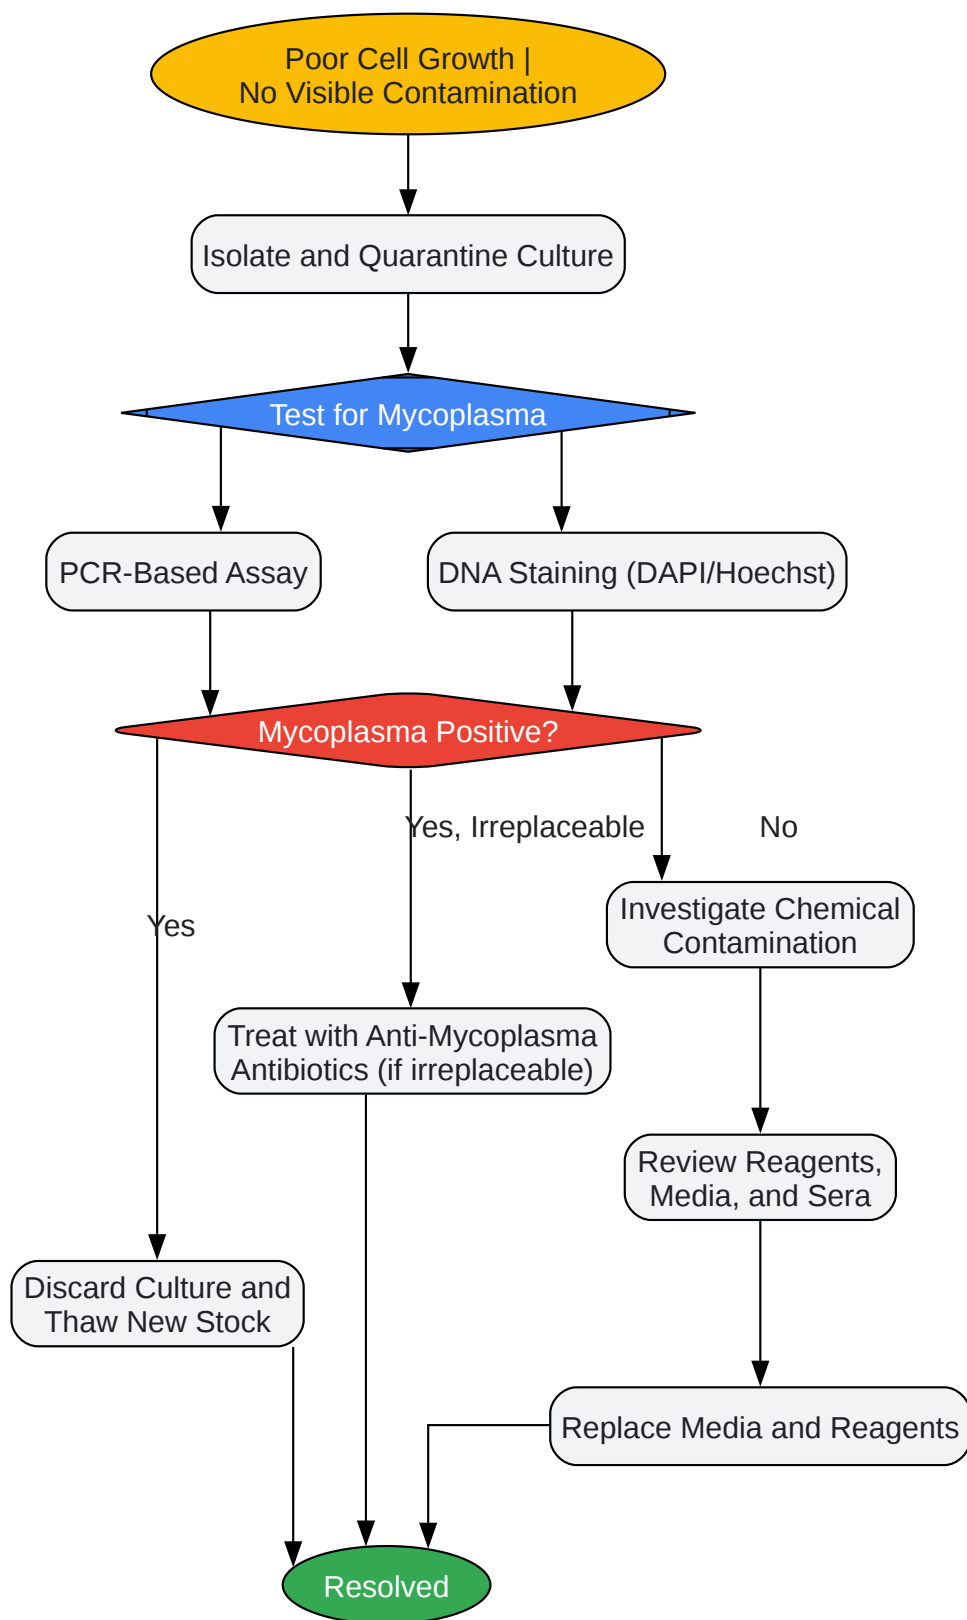 Poor Cell Growth |
No Visible Contamination
Isolate and Quarantine Culture
Test for Mycoplasma
PCR-Based Assay
DNA Staining (DAPI/Hoechst)
Mycoplasma Positive?
Yes, Irreplaceable
No
Yes
Investigate Chemical
Contamination
Treat with Anti-Mycoplasma
Antibiotics (if irreplaceable)
Review Reagents,
Media, and Sera
Discard Culture and
Thaw New Stock
Replace Media and Reagents
Resolved